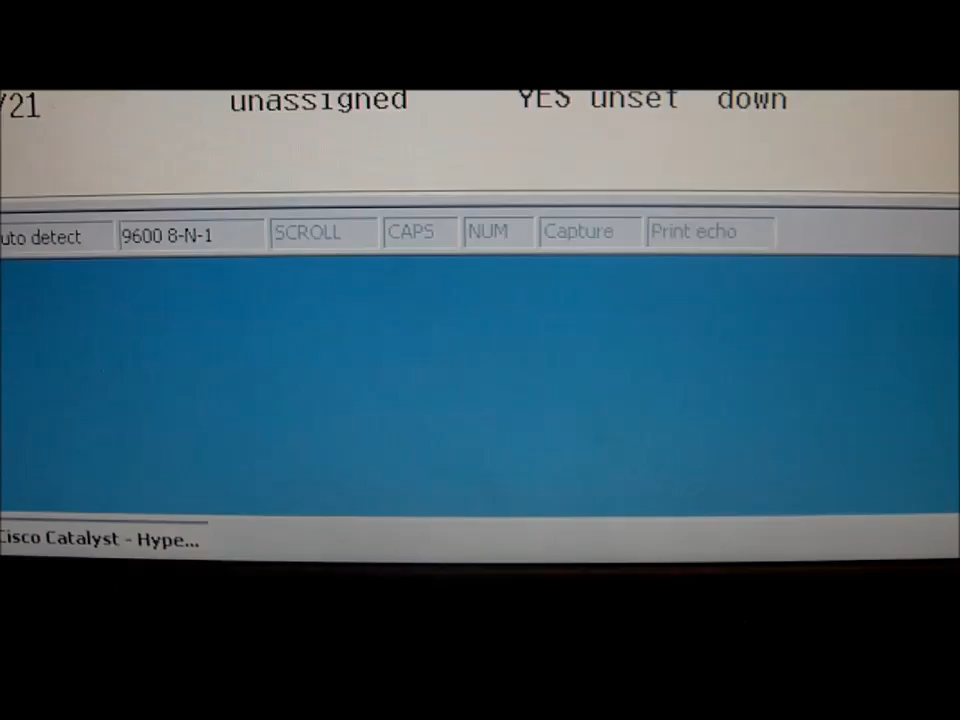 /21 unassigned YES unset down
uto detect 9600 8-N-1 SCROLL CAPS NUM Capture Print echo
Cisco Catalyst - Hype...